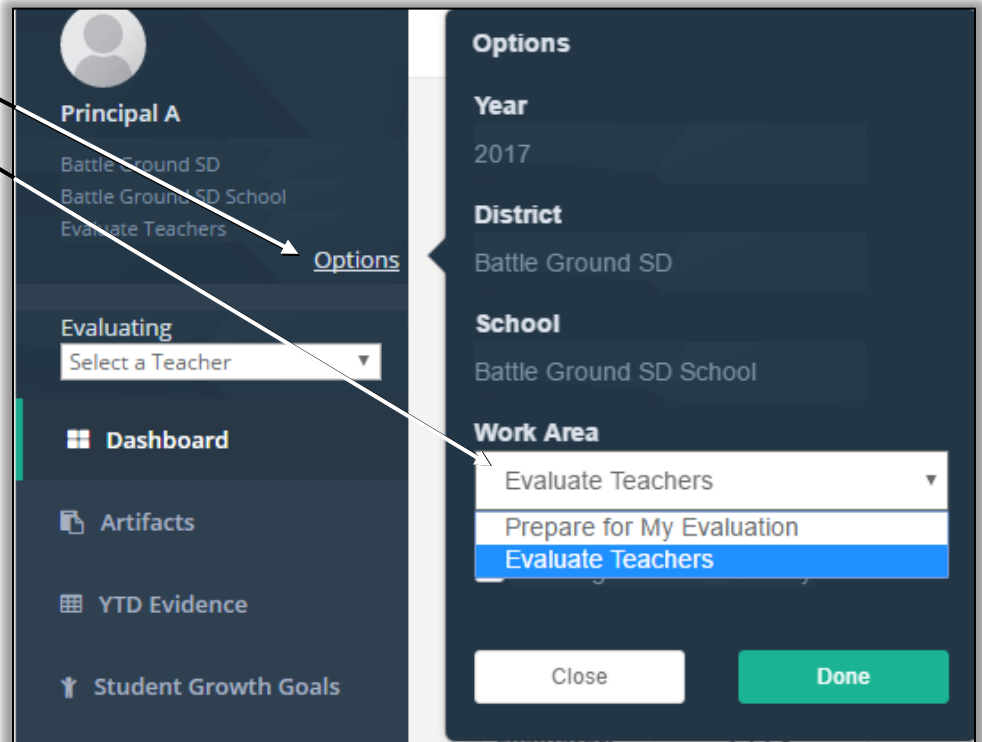 Principal A
Battle Ground SD
Battle Ground SD School
Evaluate Teachers
Options
Evaluating
Select a Teacher
Dashboard
Artifacts
YTD Evidence
Student Growth Goals
Options
Year
2017
District
Battle Ground SD
School
Battle Ground SD School
Work Area
Evaluate Teachers
Prepare for My Evaluation
Evaluate Teachers
Close
Done